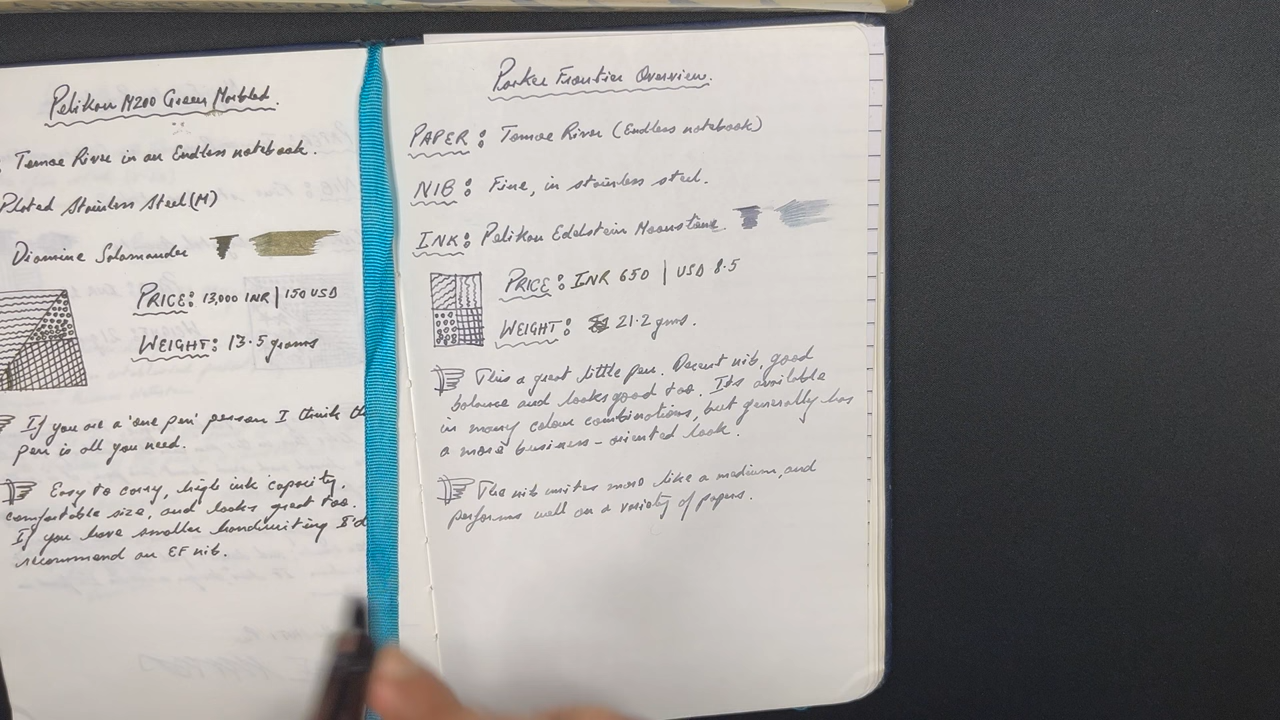 Pelikan M200 Green Marbled.
Tomoe River in an Endless notebook.
Plated Stainless Steel (M)
Diamine Salamander
PRICE: 13,000 INR | 150 USD
WEIGHT: 13.5 grams
If you are a 'one pen' person I think th
pen is all you need.
Easy to carry, high ink capacity,
comfortable size, and looks great too.
If you have smaller handwriting I'd
recommend an EF nib.
Parker Frontier Overview.
PAPER: Tomoe River (Endless notebook)
NIB: Fine, in stainless steel.
INK: Pelikan Edelstein Moonstone.
PRICE: INR 650 | USD 8.5
WEIGHT: 21.2 gms.
This a great little pen. Decent nib, good
balance and looks good too. Its available
in many colour combinations, but generally has
a more business-oriented look.
The nib writes more like a medium, and
performs well on a variety of papers.